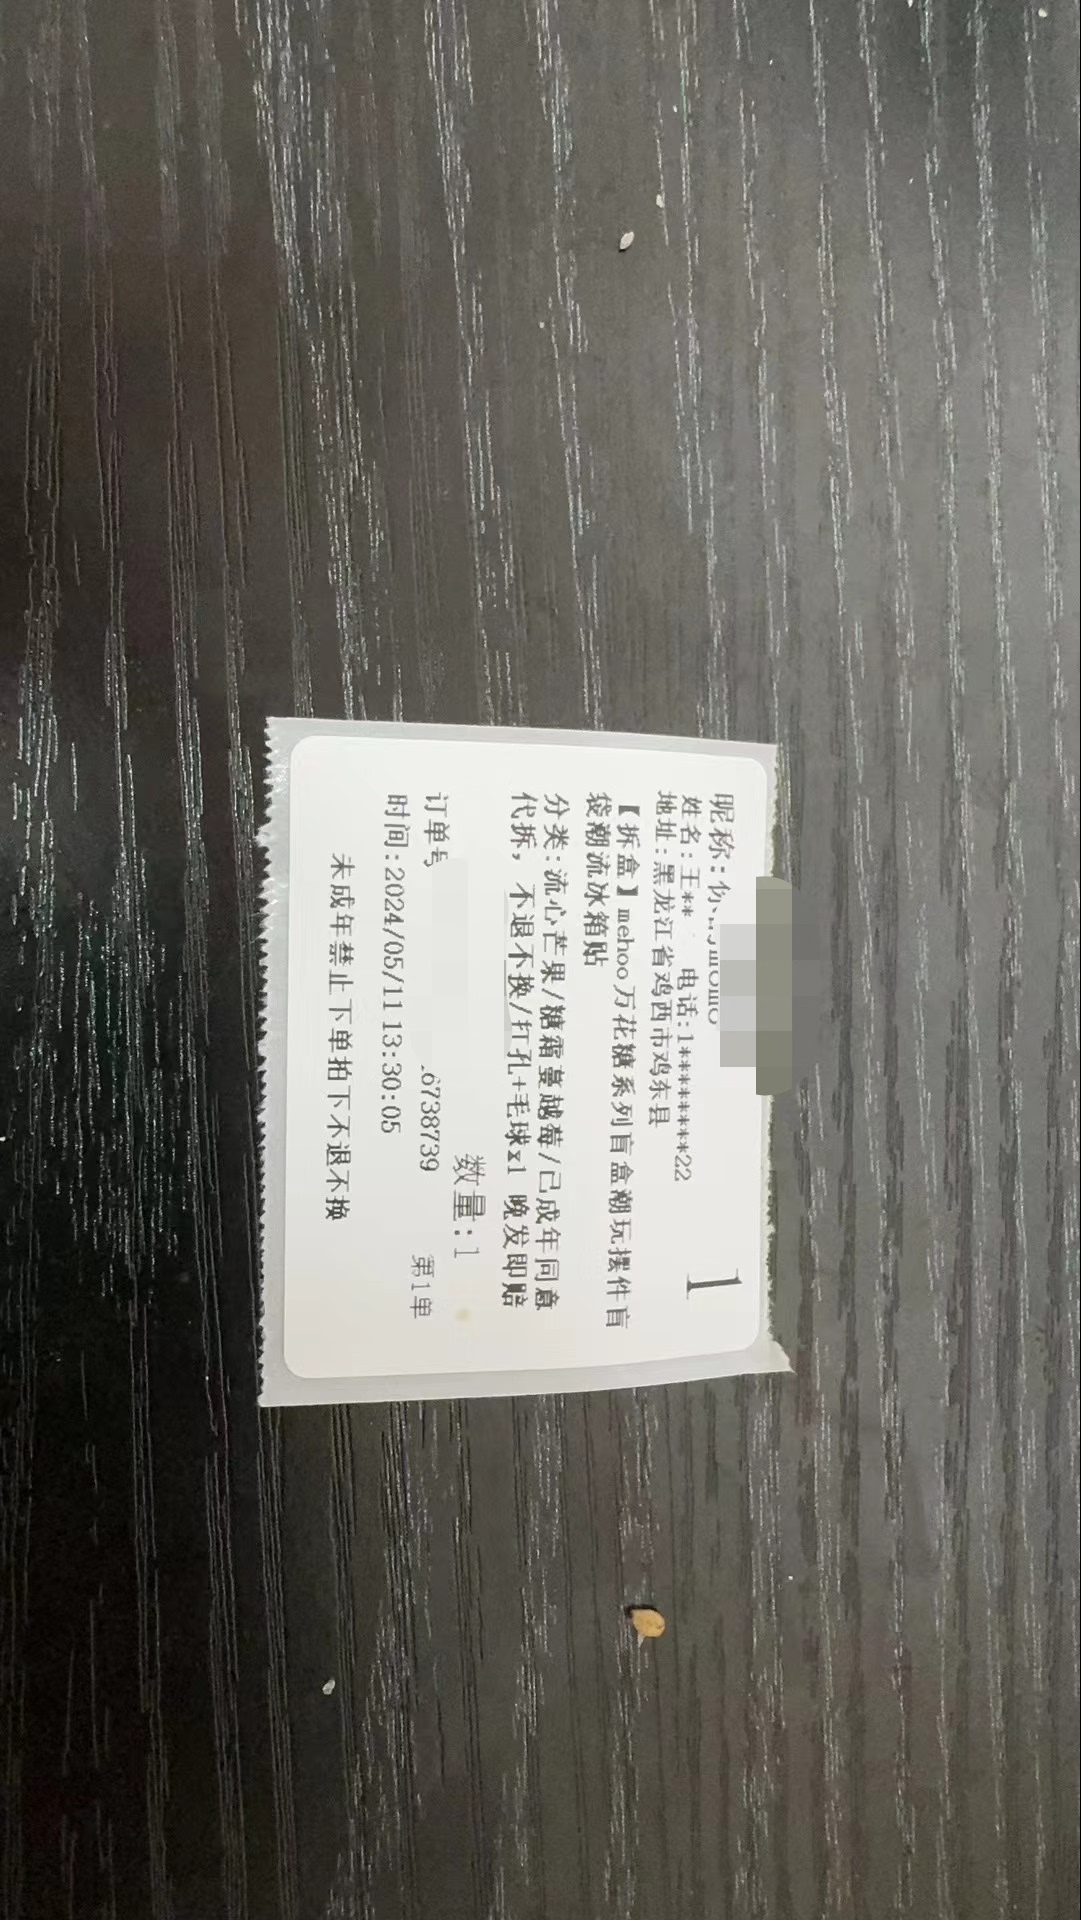 昵称:你
1
姓名:王** 电话:1********22
地址:黑龙江省鸡西市鸡东县
【拆盒】mehoo万花糖系列盲盒潮玩摆件盲
袋潮流冰箱贴
分类:流心芒果/糖霜蔓越莓/已成年同意
代拆,不退不换/打孔+毛球x1 晚发即赔
数量:1
订单号 6738739 第1单
时间:2024/05/11 13:30:05
未成年禁止下单拍下不退不换